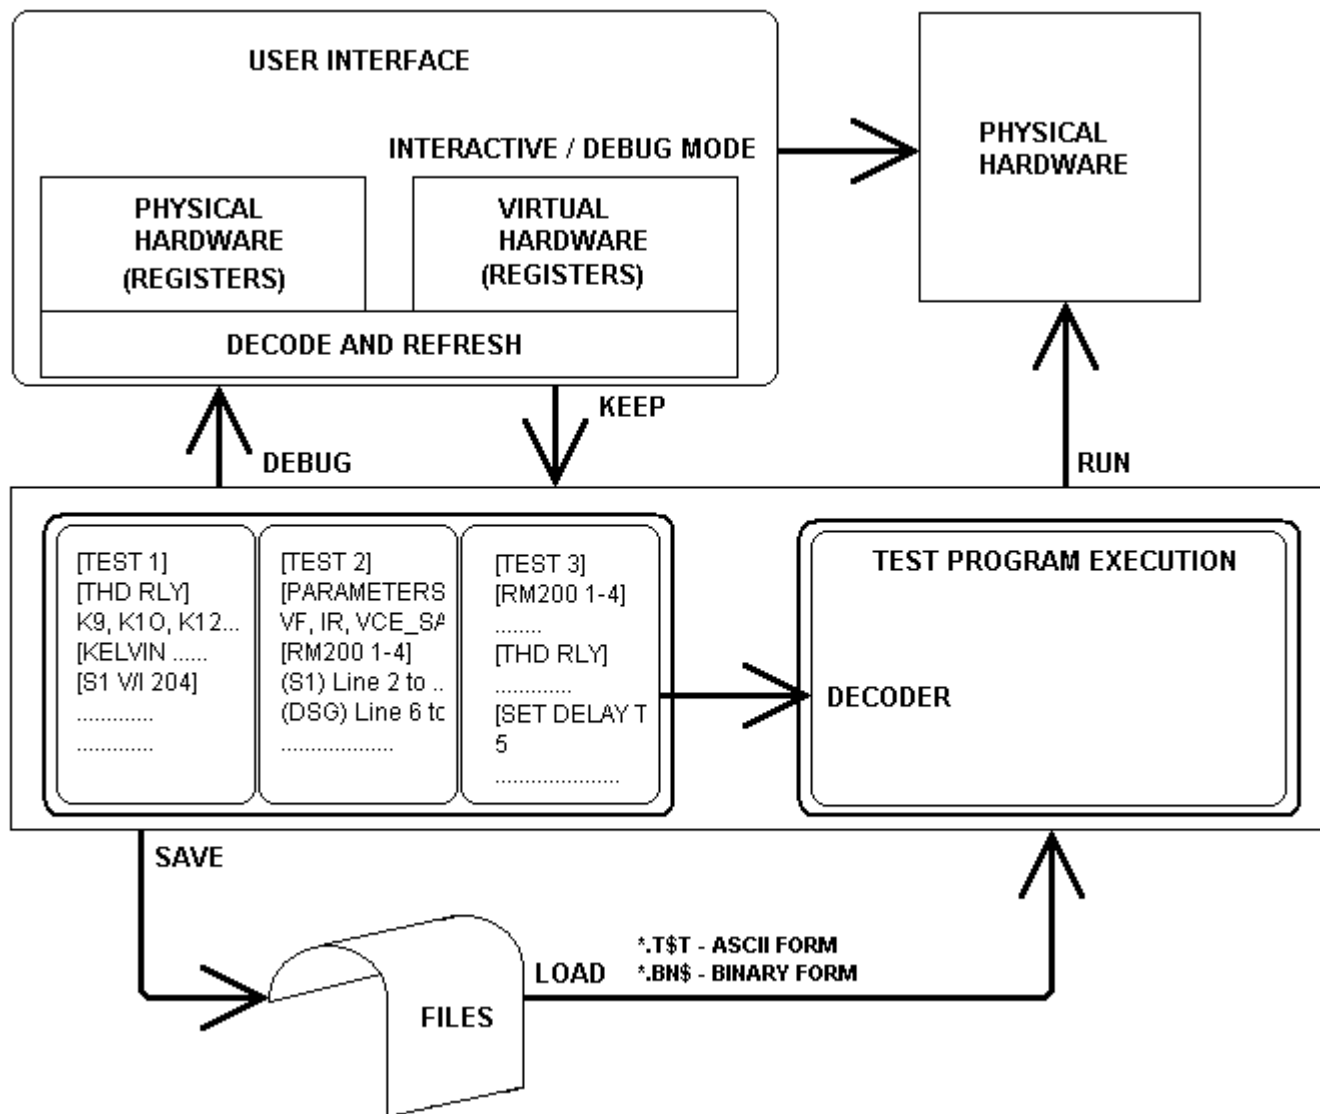 USER INTERFACE
INTERACTIVE / DEBUG MODE
PHYSICAL
HARDWARE
(REGISTERS)
VIRTUAL
HARDWARE
(REGISTERS)
DECODE AND REFRESH
PHYSICAL
HARDWARE
DEBUG
KEEP
RUN
[TEST 1]
[THD RLY]
K9, K10, K12...
[KELVIN ......
[S1 V/I 204]
.............
.............
[TEST 2]
[PARAMETERS
VF, IR, VCE_SA
[RM200 1-4]
(S1) Line 2 to ..
(DSG) Line 6 to
...................
[TEST 3]
[RM200 1-4]
........
[THD RLY]
.............
[SET DELAY T
5
.....................
TEST PROGRAM EXECUTION
DECODER
SAVE
FILES
LOAD
*.T$T - ASCII FORM
*.BN$ - BINARY FORM